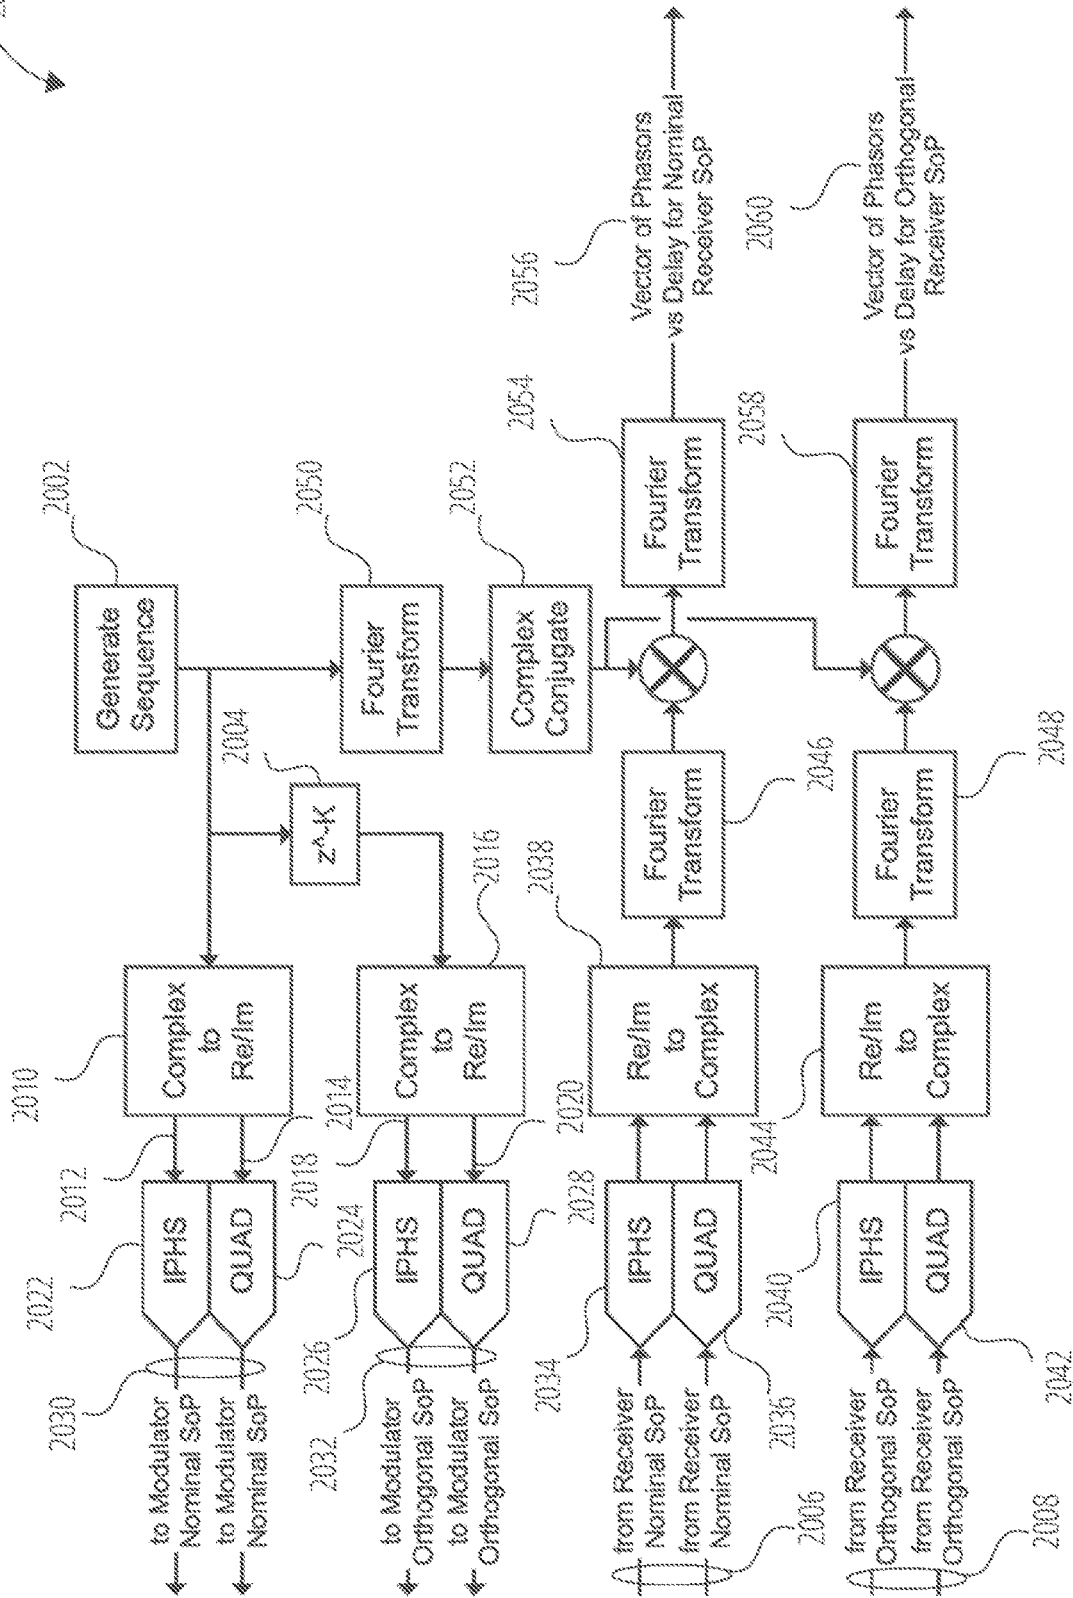 2002
Generate
Sequence
2004
z^-K
2050
Fourier
Transform
2052
Complex
Conjugate
2010
Complex
to
Re/Im
2012
2014
2022
IPHS
QUAD
2024
2030
to Modulator
Nominal SoP
to Modulator
Nominal SoP
2016
Complex
to
Re/Im
2018
2020
2026
IPHS
QUAD
2028
2032
to Modulator
Orthogonal SoP
to Modulator
Orthogonal SoP
2006
from Receiver
Nominal SoP
from Receiver
Nominal SoP
2034
IPHS
QUAD
2036
2038
Re/Im
to
Complex
2046
Fourier
Transform
2054
Fourier
Transform
2056
Vector of Phasors
vs Delay for Nominal
Receiver SoP
2008
from Receiver
Orthogonal SoP
from Receiver
Orthogonal SoP
2040
IPHS
QUAD
2042
2044
Re/Im
to
Complex
2048
Fourier
Transform
2058
Fourier
Transform
2060
Vector of Phasors
vs Delay for Orthogonal
Receiver SoP